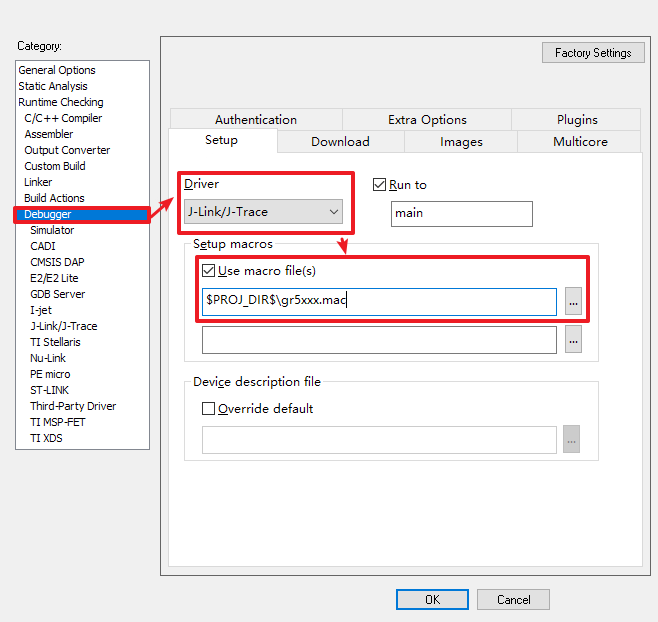 Category:
Factory Settings
General Options
Static Analysis
Runtime Checking
C/C++ Compiler
Assembler
Output Converter
Custom Build
Linker
Build Actions
Debugger
Simulator
CADI
CMSIS DAP
E2/E2 Lite
GDB Server
I-jet
J-Link/J-Trace
TI Stellaris
Nu-Link
PE micro
ST-LINK
Third-Party Driver
TI MSP-FET
TI XDS
Authentication Extra Options Plugins
Setup Download Images Multicore
Driver
J-Link/J-Trace
Run to
main
Setup macros
Use macro file(s)
$PROJ_DIR$\gr5xxx.mac
...
...
Device description file
Override default
...
OK Cancel